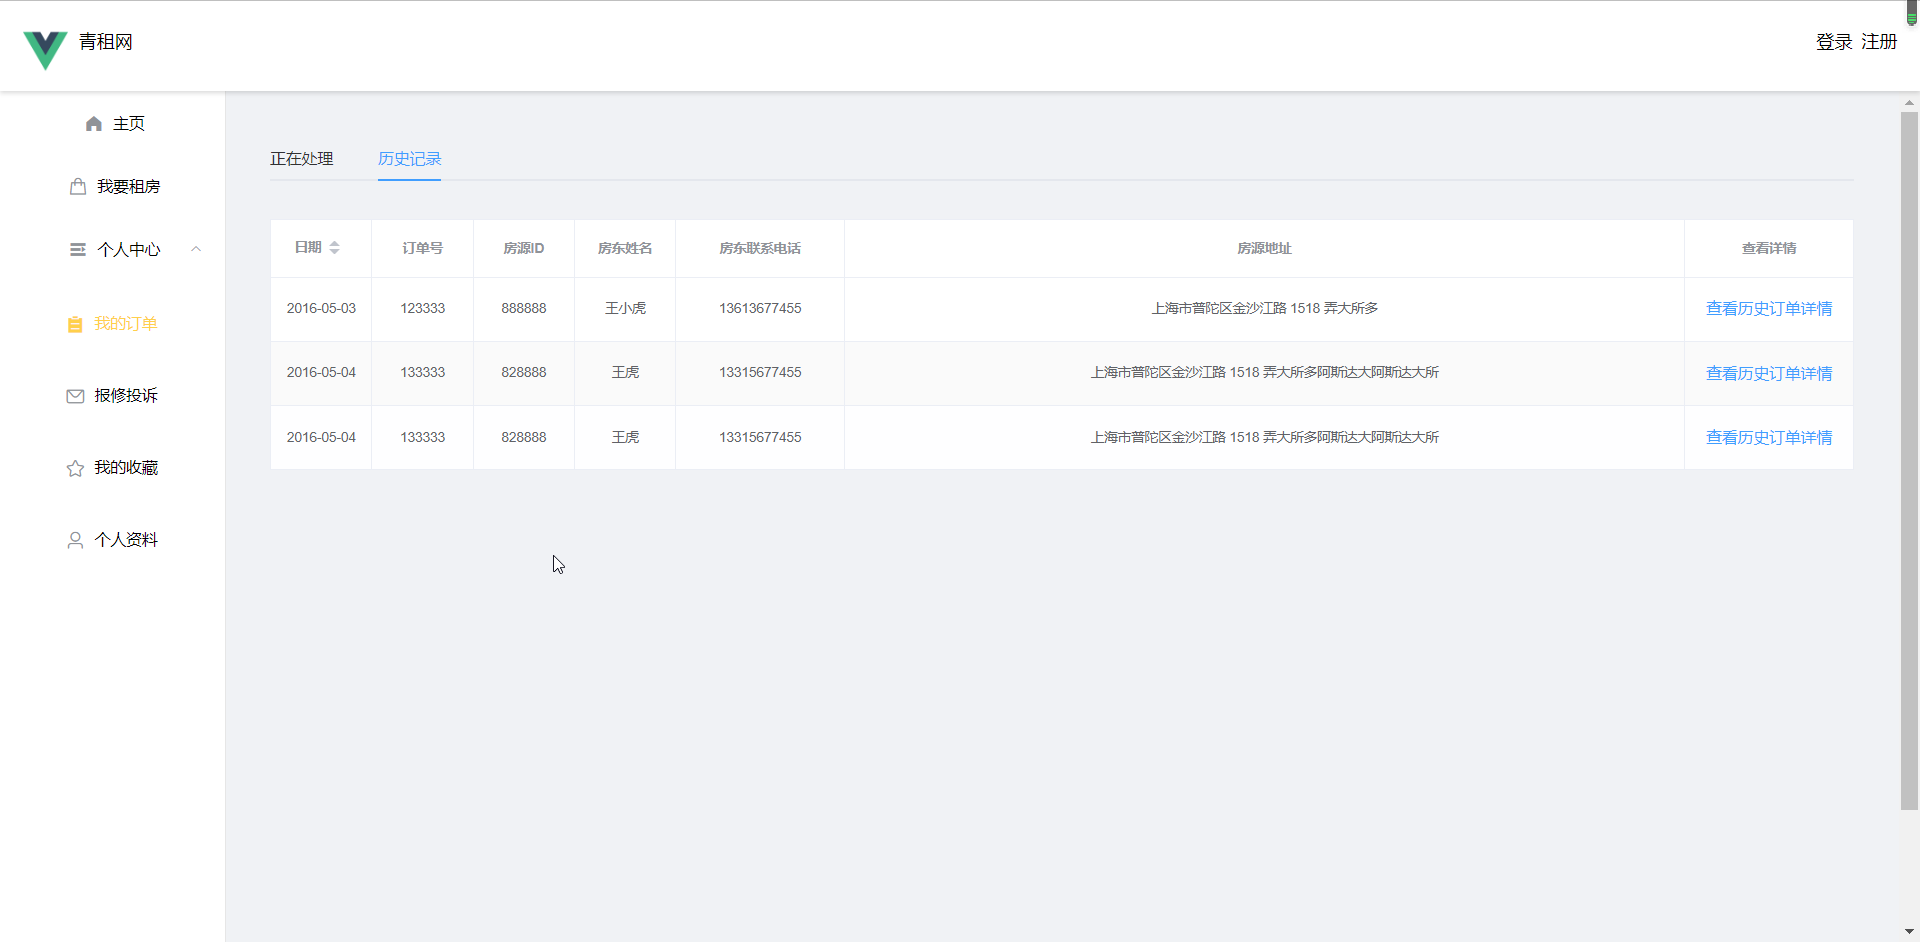 青租网
登录 注册
主页
我要租房
个人中心
我的订单
报修投诉
我的收藏
个人资料
正在处理 历史记录
日期 订单号 房源ID 房东姓名 房东联系电话 房源地址 查看详情
2016-05-03 123333 888888 王小虎 13613677455 上海市普陀区金沙江路 1518 弄大所多 查看历史订单详情
2016-05-04 133333 828888 王虎 13315677455 上海市普陀区金沙江路 1518 弄大所多阿斯达大阿斯达大所 查看历史订单详情
2016-05-04 133333 828888 王虎 13315677455 上海市普陀区金沙江路 1518 弄大所多阿斯达大阿斯达大所 查看历史订单详情